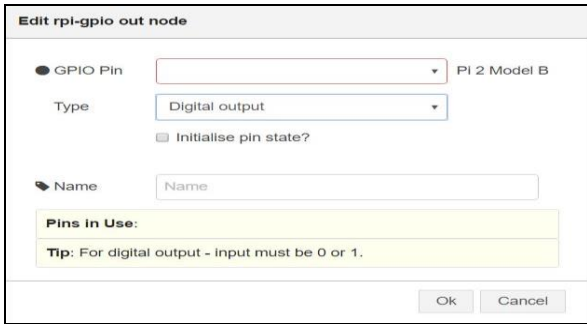 Edit rpi-gpio out node
GPIO Pin Pi 2 Model B
Type Digital output
Initialise pin state?
Name Name
Pins in Use:
Tip: For digital output - input must be 0 or 1.
Ok Cancel